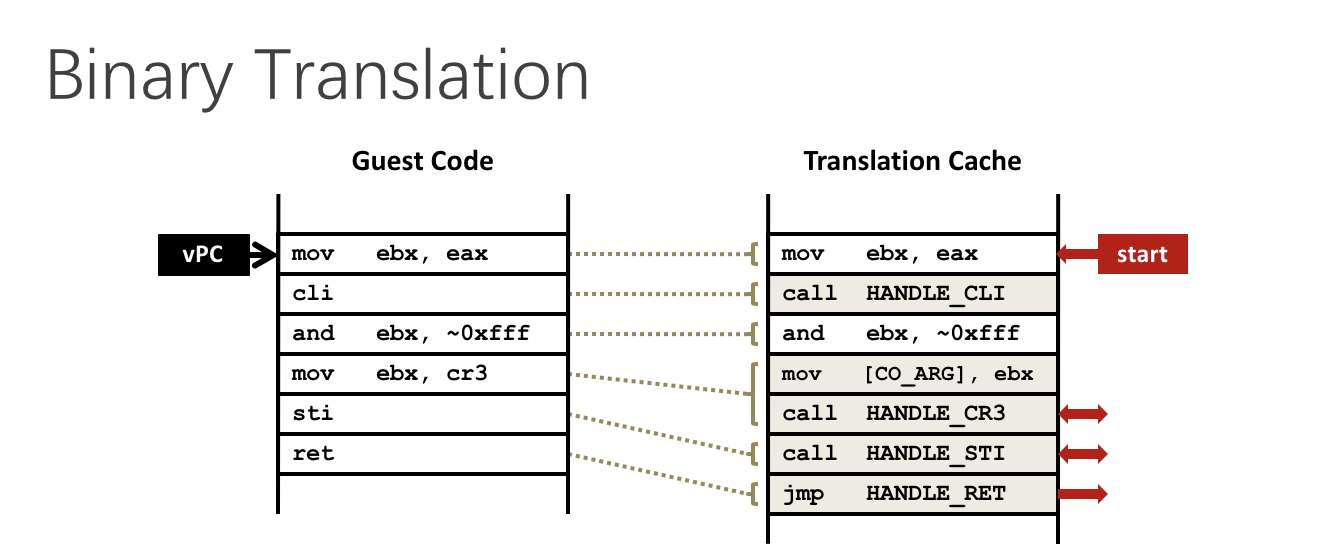 Binary Translation
Guest Code Translation Cache
vPC mov ebx, eax mov ebx, eax start
cli call HANDLE_CLI
and ebx, ~0xfff and ebx, ~0xfff
mov ebx, cr3 mov [CO_ARG], ebx
sti call HANDLE_CR3
ret call HANDLE_STI
jmp HANDLE_RET